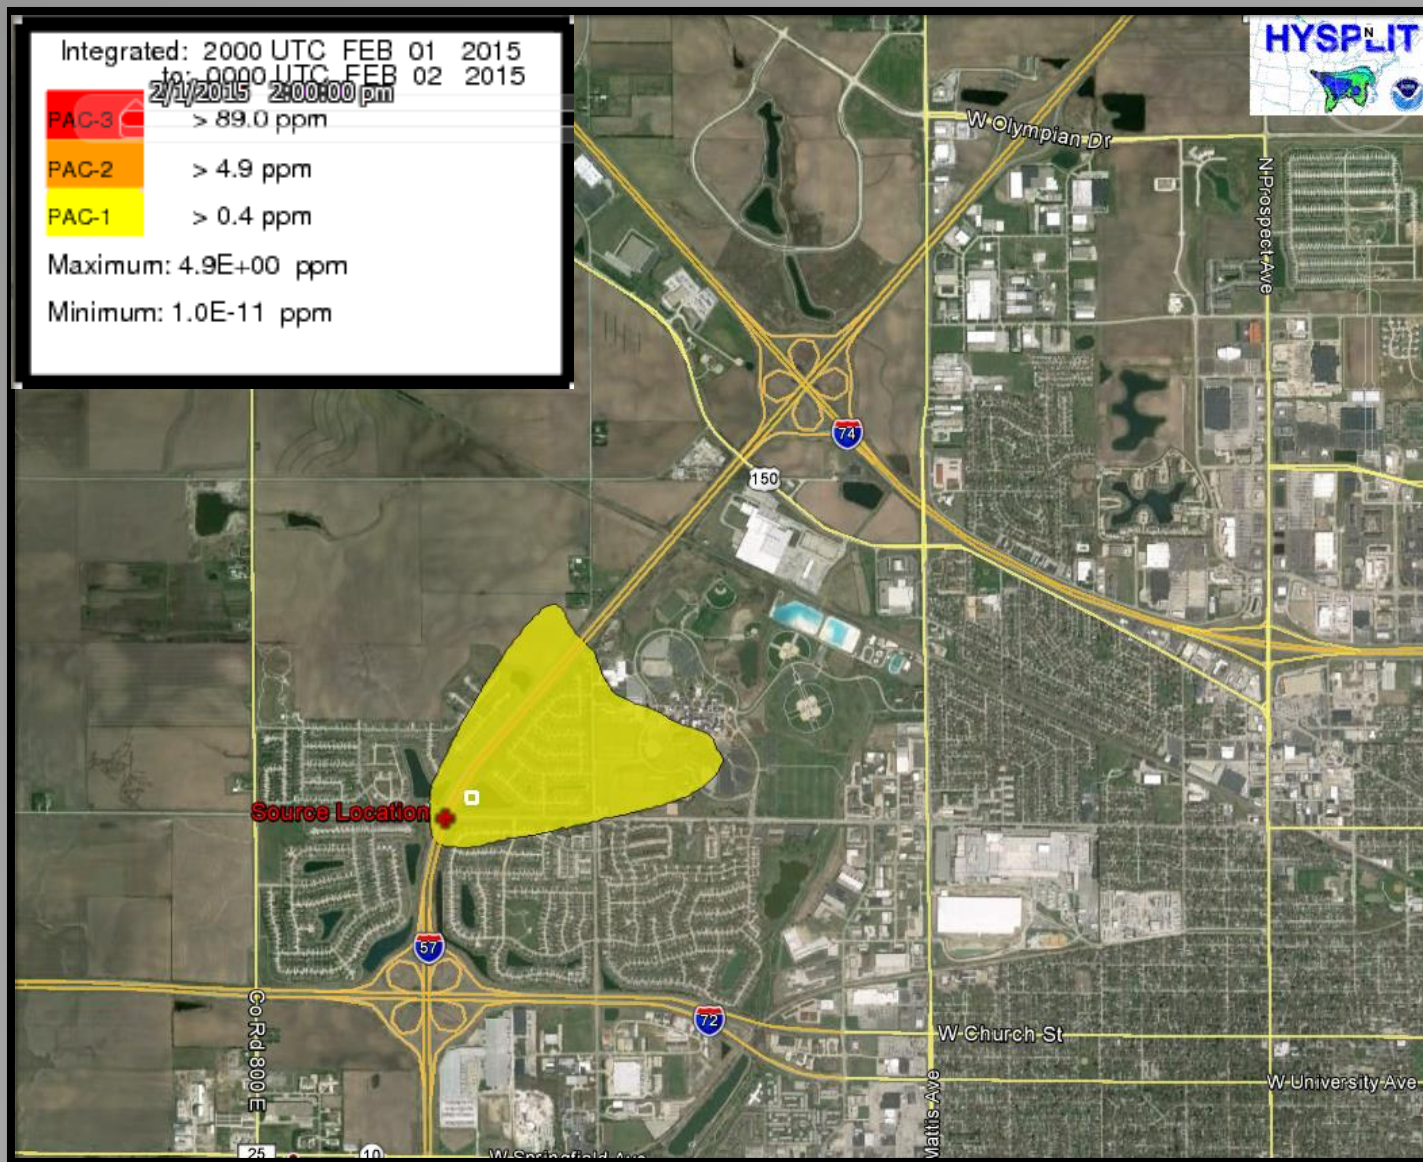 Integrated: 2000 UTC FEB 01 2015
to: 0000 UTC FEB 02 2015
2/1/2015 2:00:00 pm
PAC-3 > 89.0 ppm
PAC-2 > 4.9 ppm
PAC-1 > 0.4 ppm
Maximum: 4.9E+00 ppm
Minimum: 1.0E-11 ppm
HYSPLIT
N
W Olympian Dr
N Prospect Ave
74
150
Source Location
57
72
Co Rd 800 E
W Church St
W University Ave
Mattis Ave
25
10
W Springfield Ave